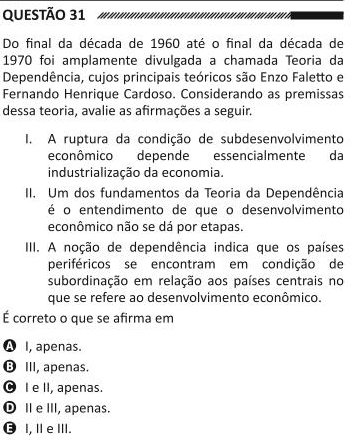 QUESTÃO 31
Do final da década de 1960 até o final da década de
1970 foi amplamente divulgada a chamada Teoria da
Dependência, cujos principais teóricos são Enzo Faletto e
Fernando Henrique Cardoso. Considerando as premissas
dessa teoria, avalie as afirmações a seguir.
I. A ruptura da condição de subdesenvolvimento
econômico depende essencialmente da
industrialização da economia.
II. Um dos fundamentos da Teoria da Dependência
é o entendimento de que o desenvolvimento
econômico não se dá por etapas.
III. A noção de dependência indica que os países
periféricos se encontram em condição de
subordinação em relação aos países centrais no
que se refere ao desenvolvimento econômico.
É correto o que se afirma em
A I, apenas.
B III, apenas.
C I e II, apenas.
D II e III, apenas.
E I, II e III.